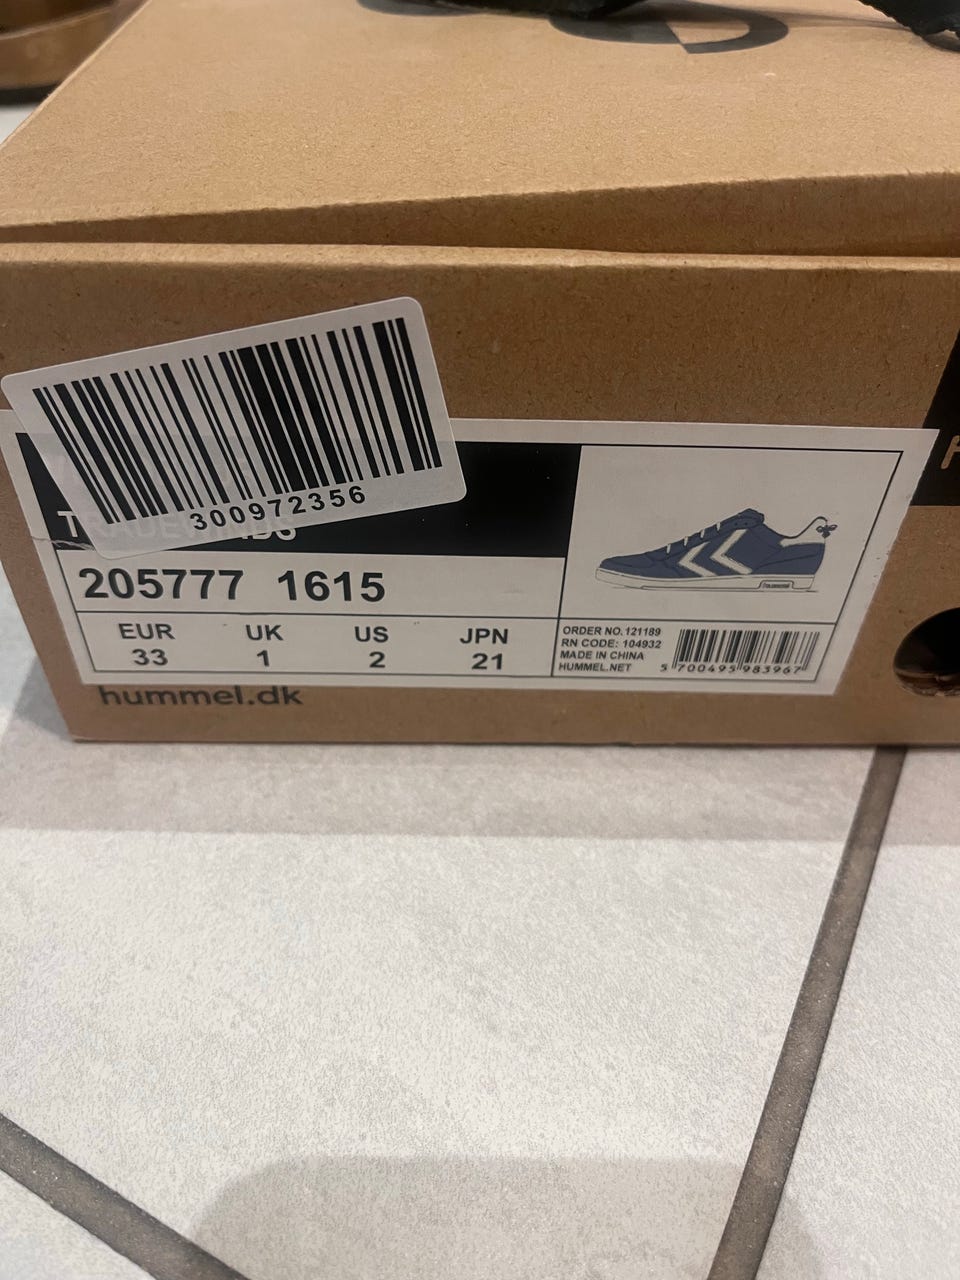 300972356
205777 1615
EUR UK US JPN
33 1 2 21
ORDER NO. 121189
RN CODE: 104932
MADE IN CHINA
HUMMEL.NET
5 700495 983967
hummel.dk